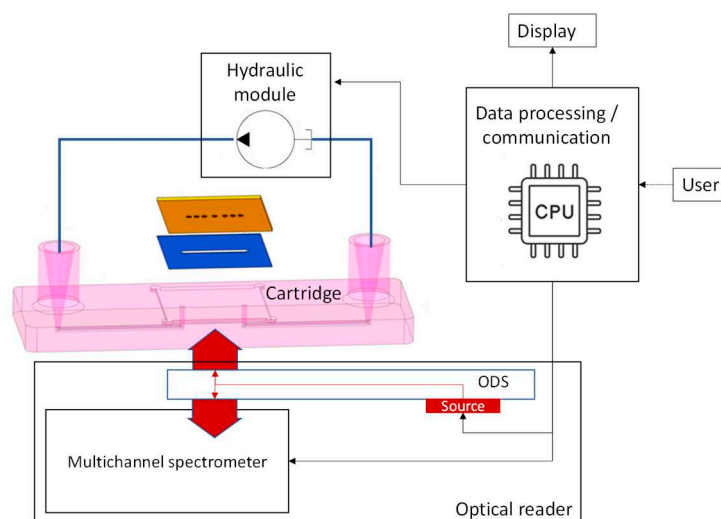 Display
Hydraulic
module
Data processing /
communication
CPU
User
Cartridge
ODS
Source
Multichannel spectrometer
Optical reader